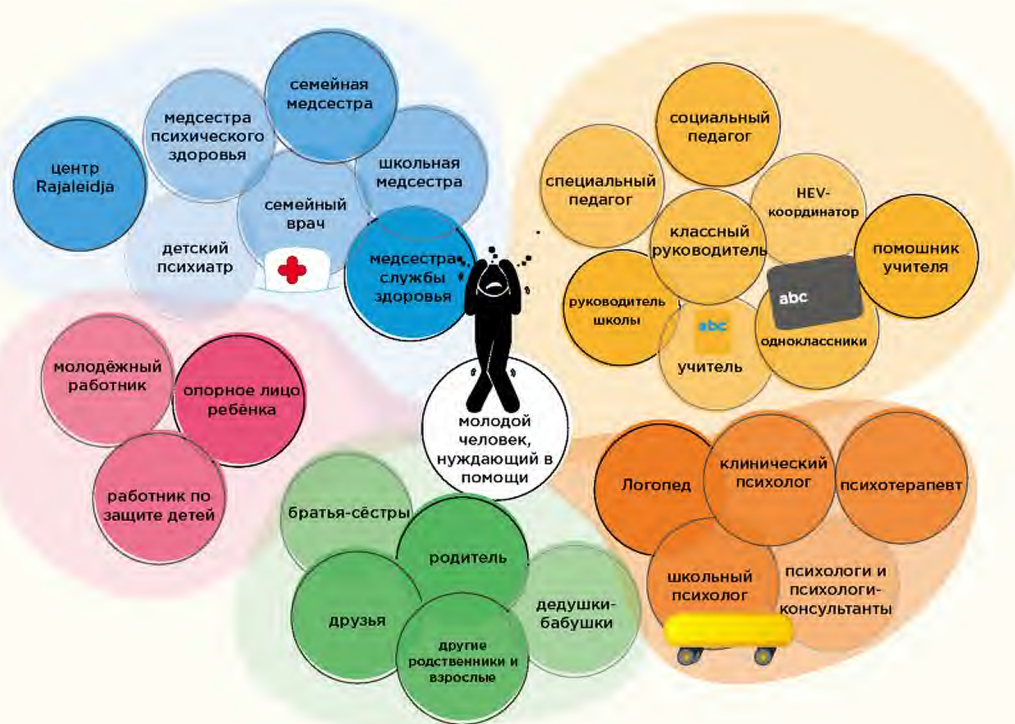 центр
Rajaleidja
медсестра
психического
здоровья
семейная
медсестра
школьная
медсестра
семейный
врач
детский
психиатр
медсестра
службы
здоровья
социальный
педагог
специальный
педагог
HEV-
координатор
классный
руководитель
помошник
учителя
руководитель
школы
abc
учитель
abc
одноклассники
молодёжный
работник
опорное лицо
ребёнка
работник по
защите детей
молодой
человек,
нуждающий в
помощи
братья-сёстры
родитель
друзья
дедушки-
бабушки
другие
родственники и
взрослые
Логопед
клинический
психолог
психотерапевт
школьный
психолог
психологи и
психологи-
консультанты